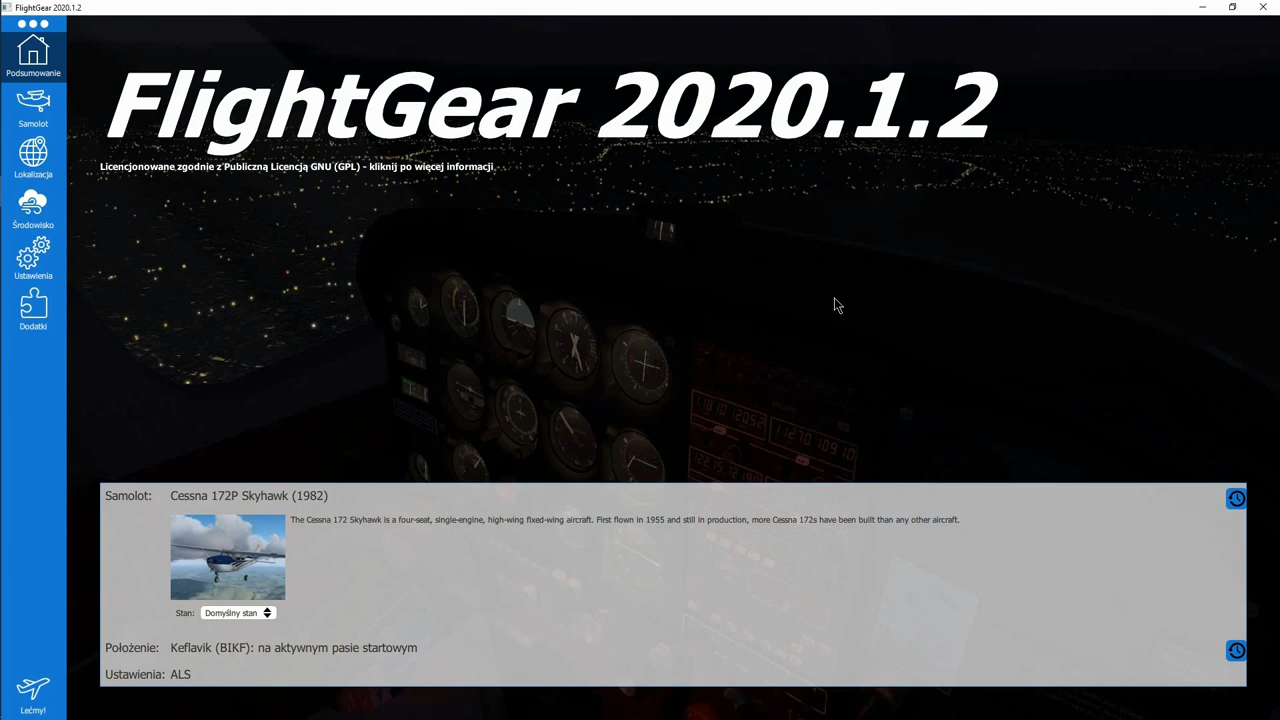 FlightGear 2020.1.2
Podsumowanie
Samolot
Lokalizacja
Środowisko
Ustawienia
Dodatki
Lećmy!
FlightGear 2020.1.2
Licencjonowane zgodnie z Publiczną Licencją GNU (GPL) - kliknij po więcej informacji
Samolot: Cessna 172P Skyhawk (1982)
The Cessna 172 Skyhawk is a four-seat, single-engine, high-wing fixed-wing aircraft. First flown in 1955 and still in production, more Cessna 172s have been built than any other aircraft.
Stan: Domyślny stan
Położenie: Keflavik (BIKF): na aktywnym pasie startowym
Ustawienia: ALS